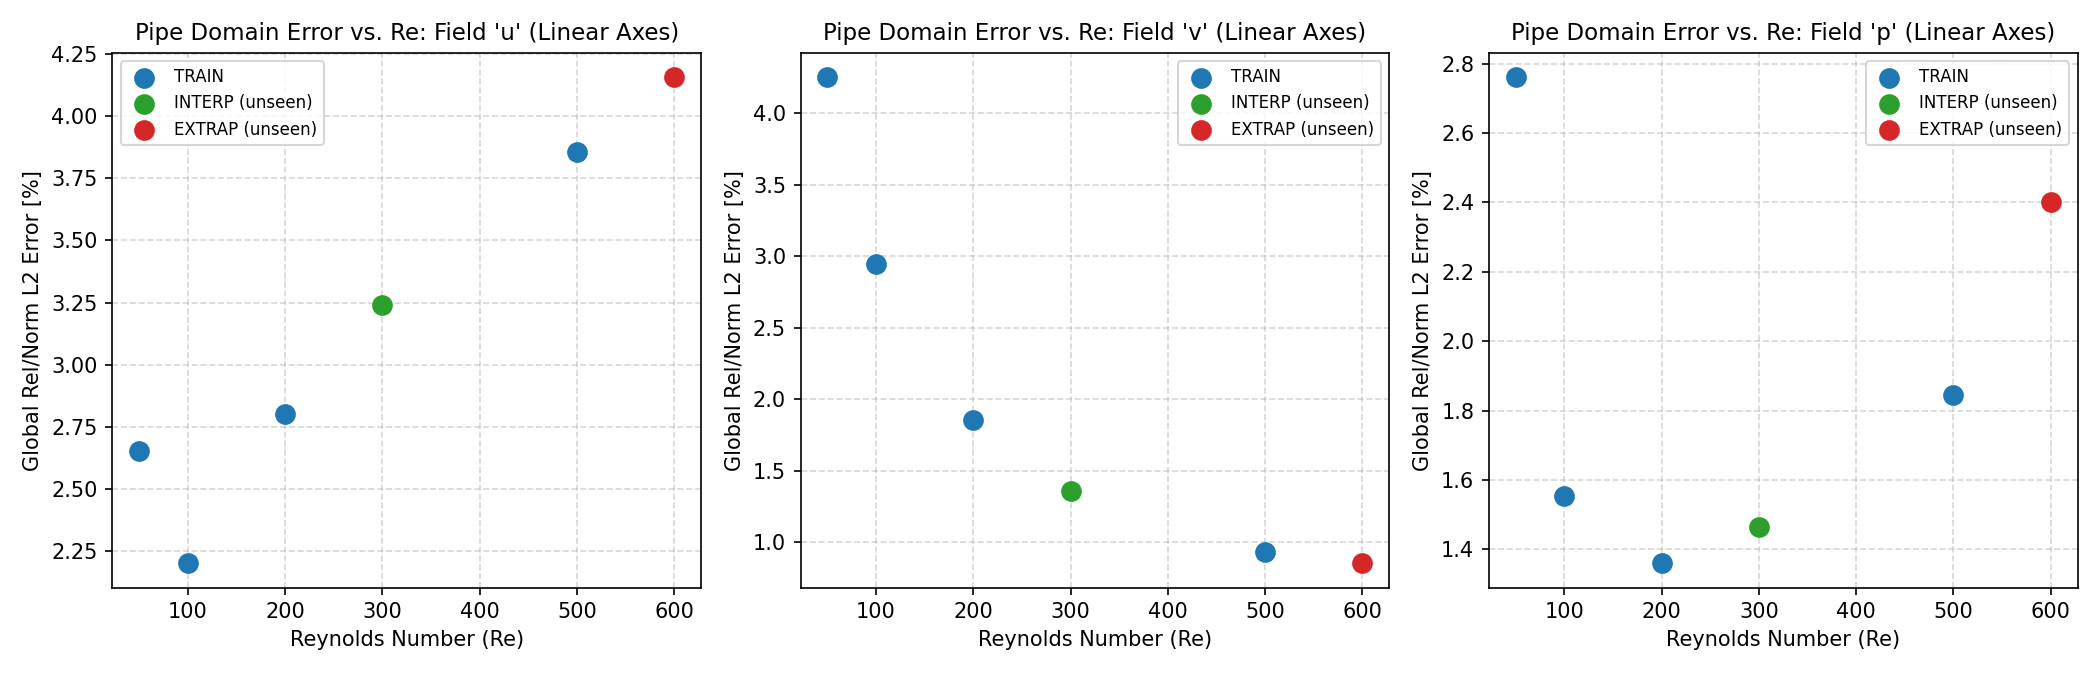 Pipe Domain Error vs. Re: Field 'u' (Linear Axes)
4.25
4.00
3.75
3.50
3.25
3.00
2.75
2.50
2.25
Global Rel/Norm L2 Error [%]
TRAIN
INTERP (unseen)
EXTRAP (unseen)
100 200 300 400 500 600
Reynolds Number (Re)
Pipe Domain Error vs. Re: Field 'v' (Linear Axes)
4.0
3.5
3.0
2.5
2.0
1.5
1.0
Global Rel/Norm L2 Error [%]
TRAIN
INTERP (unseen)
EXTRAP (unseen)
100 200 300 400 500 600
Reynolds Number (Re)
Pipe Domain Error vs. Re: Field 'p' (Linear Axes)
2.8
2.6
2.4
2.2
2.0
1.8
1.6
1.4
Global Rel/Norm L2 Error [%]
TRAIN
INTERP (unseen)
EXTRAP (unseen)
100 200 300 400 500 600
Reynolds Number (Re)